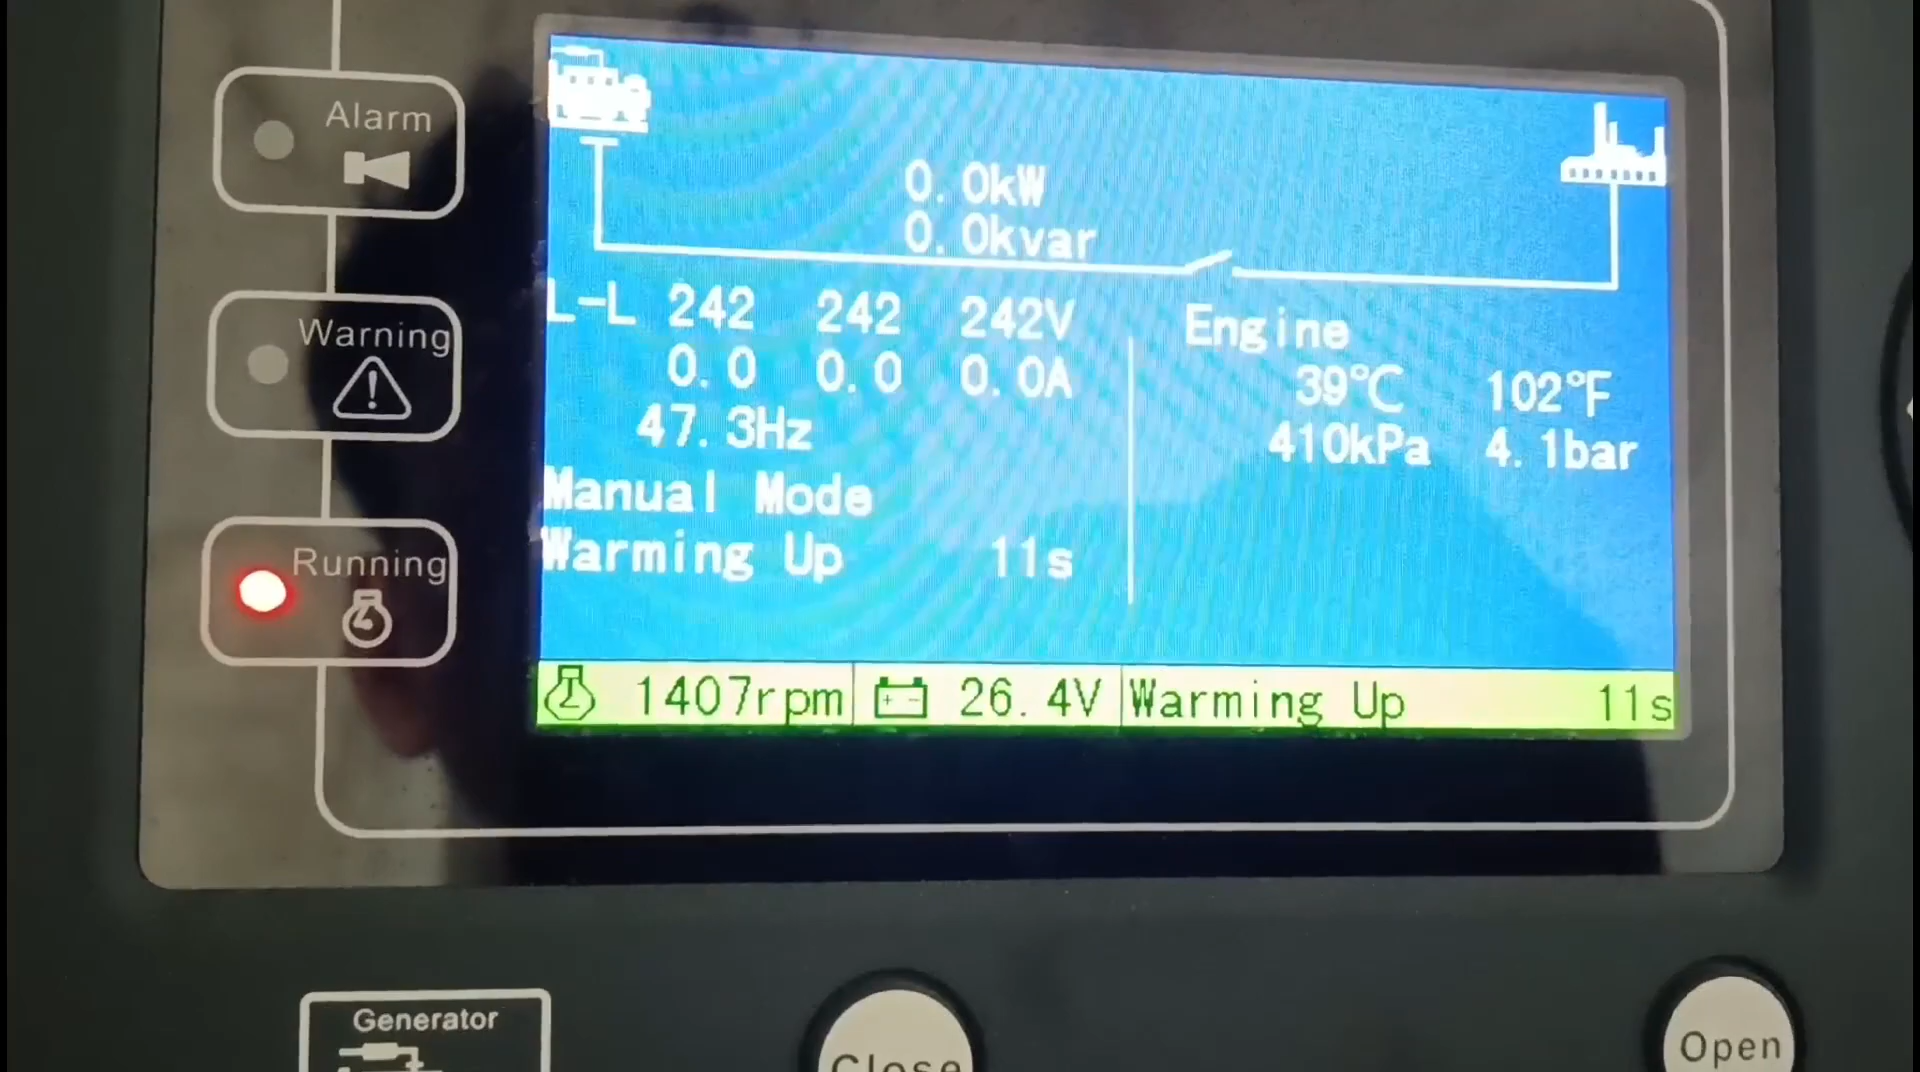 Alarm
Warning
Running
0.0kW
0.0kvar
L-L 242 242 242V
0.0 0.0 0.0A
47.3Hz
Manual Mode
Warming Up 11s
Engine
39°C 102°F
410kPa 4.1bar
1407rpm 26.4V Warming Up 11s
Generator
Close
Open